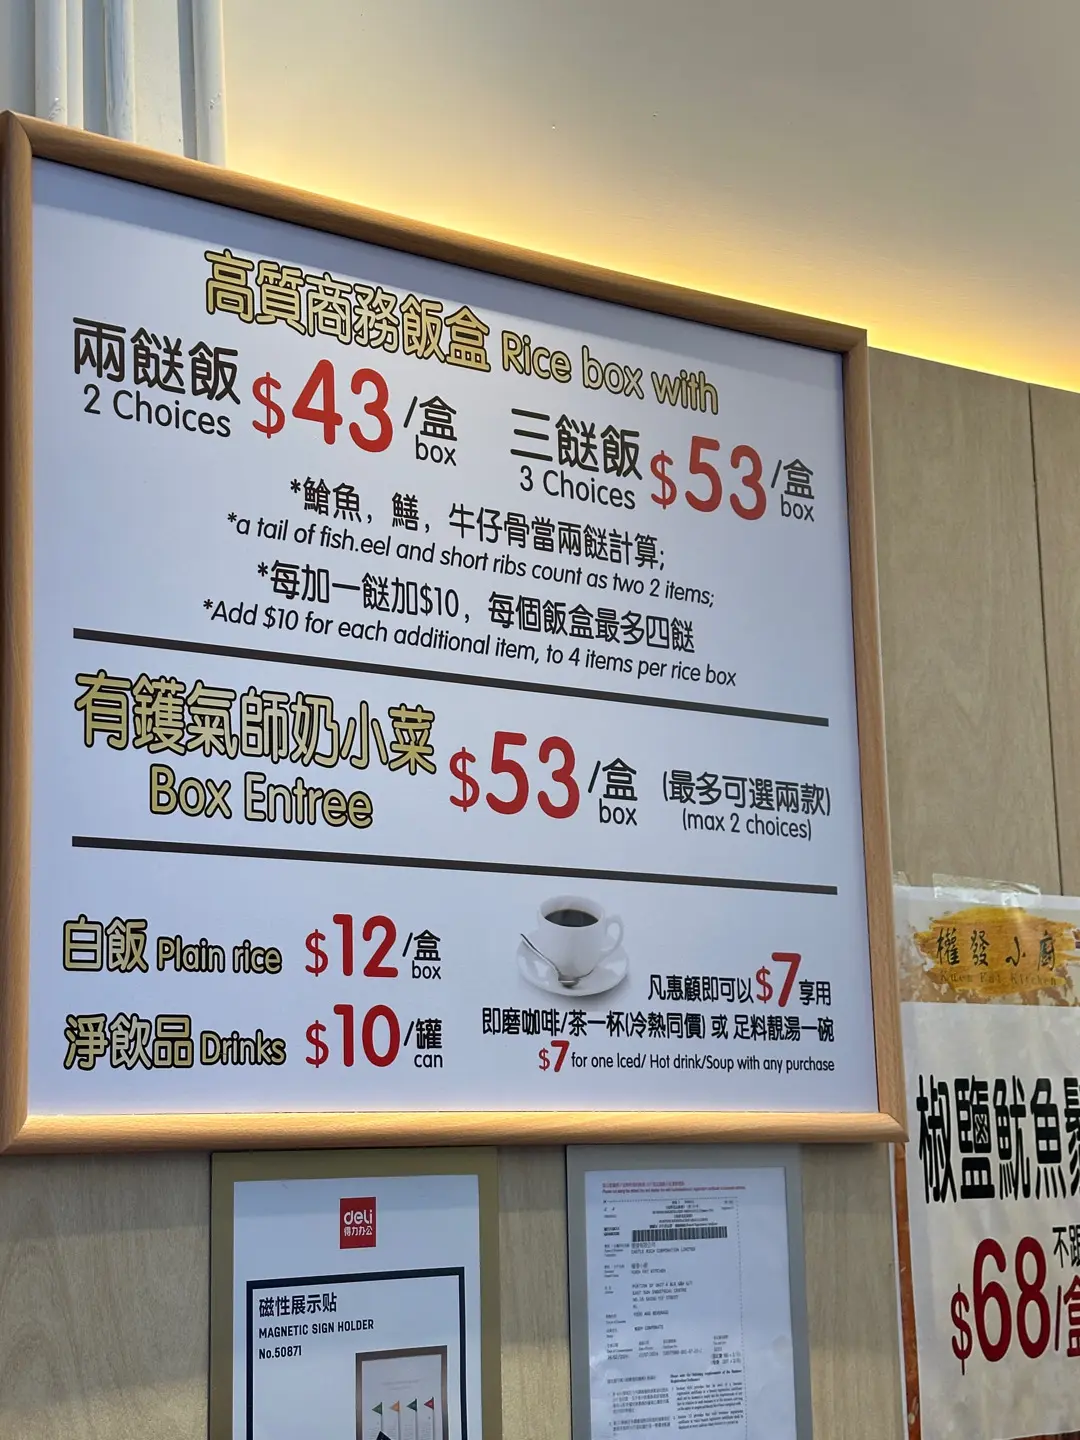 高質商務飯盒 Rice box with
兩餸飯 $43/盒
2 Choices box
三餸飯 $53/盒
3 Choices box
*鱠魚，鱔，牛仔骨當兩餸計算;
*a tail of fish.eel and short ribs count as two 2 items;
*每加一餸加$10，每個飯盒最多四餸
*Add $10 for each additional item, to 4 items per rice box
有鑊氣師奶小菜 $53/盒 (最多可選兩款)
Box Entree box (max 2 choices)
白飯 Plain rice $12/盒
box
淨飲品 Drinks $10/罐
can
凡惠顧即可以$7享用
即磨咖啡/茶一杯(冷熱同價) 或 足料靚湯一碗
$7 for one Iced/ Hot drink/Soup with any purchase
權發小廚
Kuen Fat Kitchen
椒鹽魷魚鬚
$68/盒
deli
得力办公
磁性展示贴
MAGNETIC SIGN HOLDER
No.50871